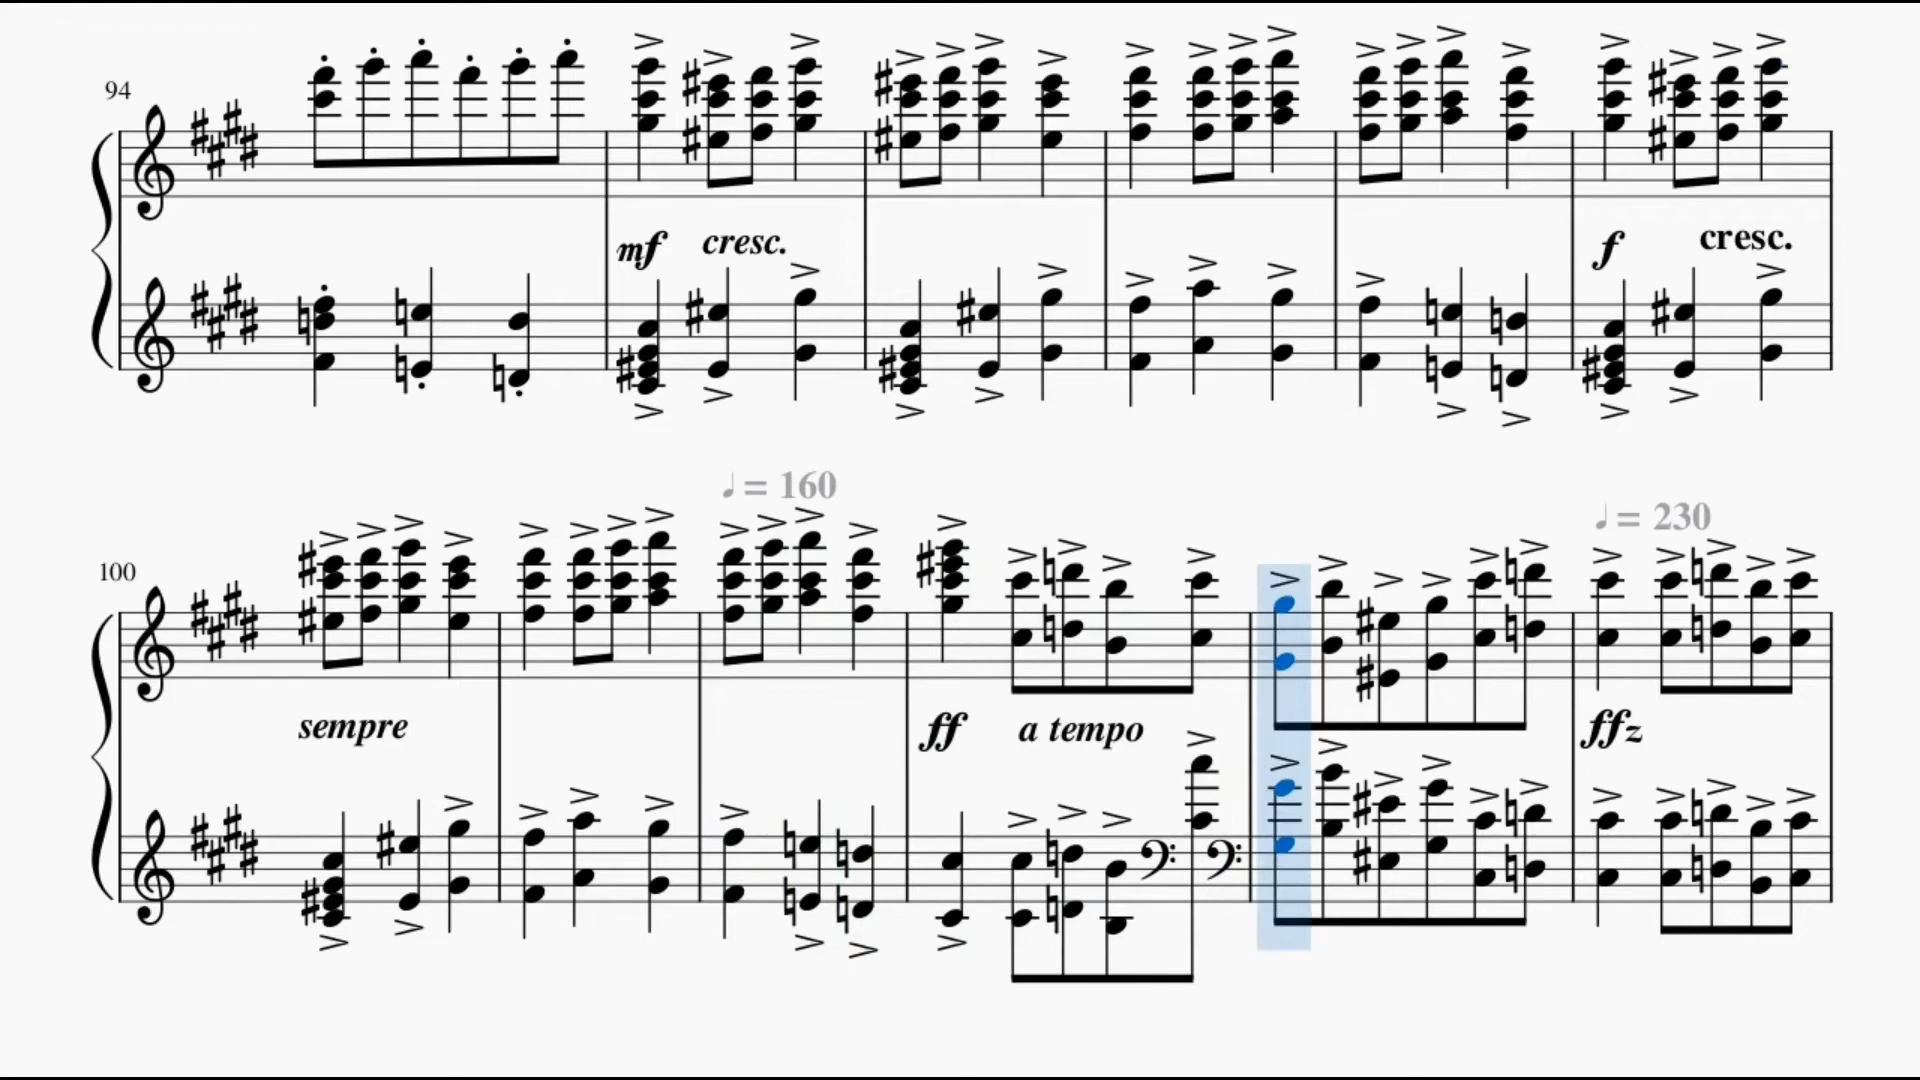 94
mf cresc.
f cresc.
♩ = 160
♩ = 230
100
sempre
ff a tempo
ffz